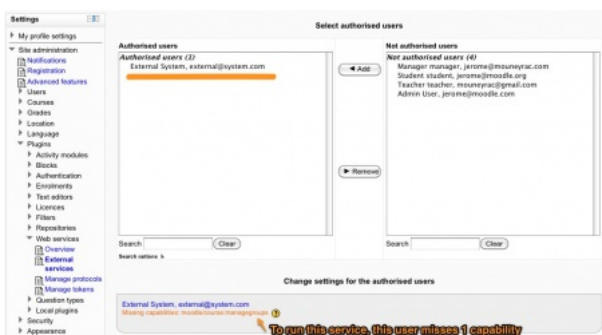 Settings
My profile settings
Site administration
Notifications
Registration
Advanced features
Users
Courses
Grades
Location
Language
Plugins
Activity modules
Blocks
Authentication
Enrolments
Text editors
Licences
Filters
Repositories
Web services
Overview
External
services
Manage protocols
Manage tokens
Question types
Local plugins
Security
Appearance
Select authorised users
Authorised users
Authorised users (1)
External System, external@system.com
Search
Clear
Search options
◄ Add
► Remove
Not authorised users
Not authorised users (4)
Manager manager, jerome@mouneyrac.com
Student student, jerome@moodle.org
Teacher teacher, mouneyrac@gmail.com
Admin User, jerome@moodle.com
Search
Clear
Change settings for the authorised users
External System, external@system.com
Missing capabilities: moodle/course:managegroups
To run this service, this user misses 1 capability